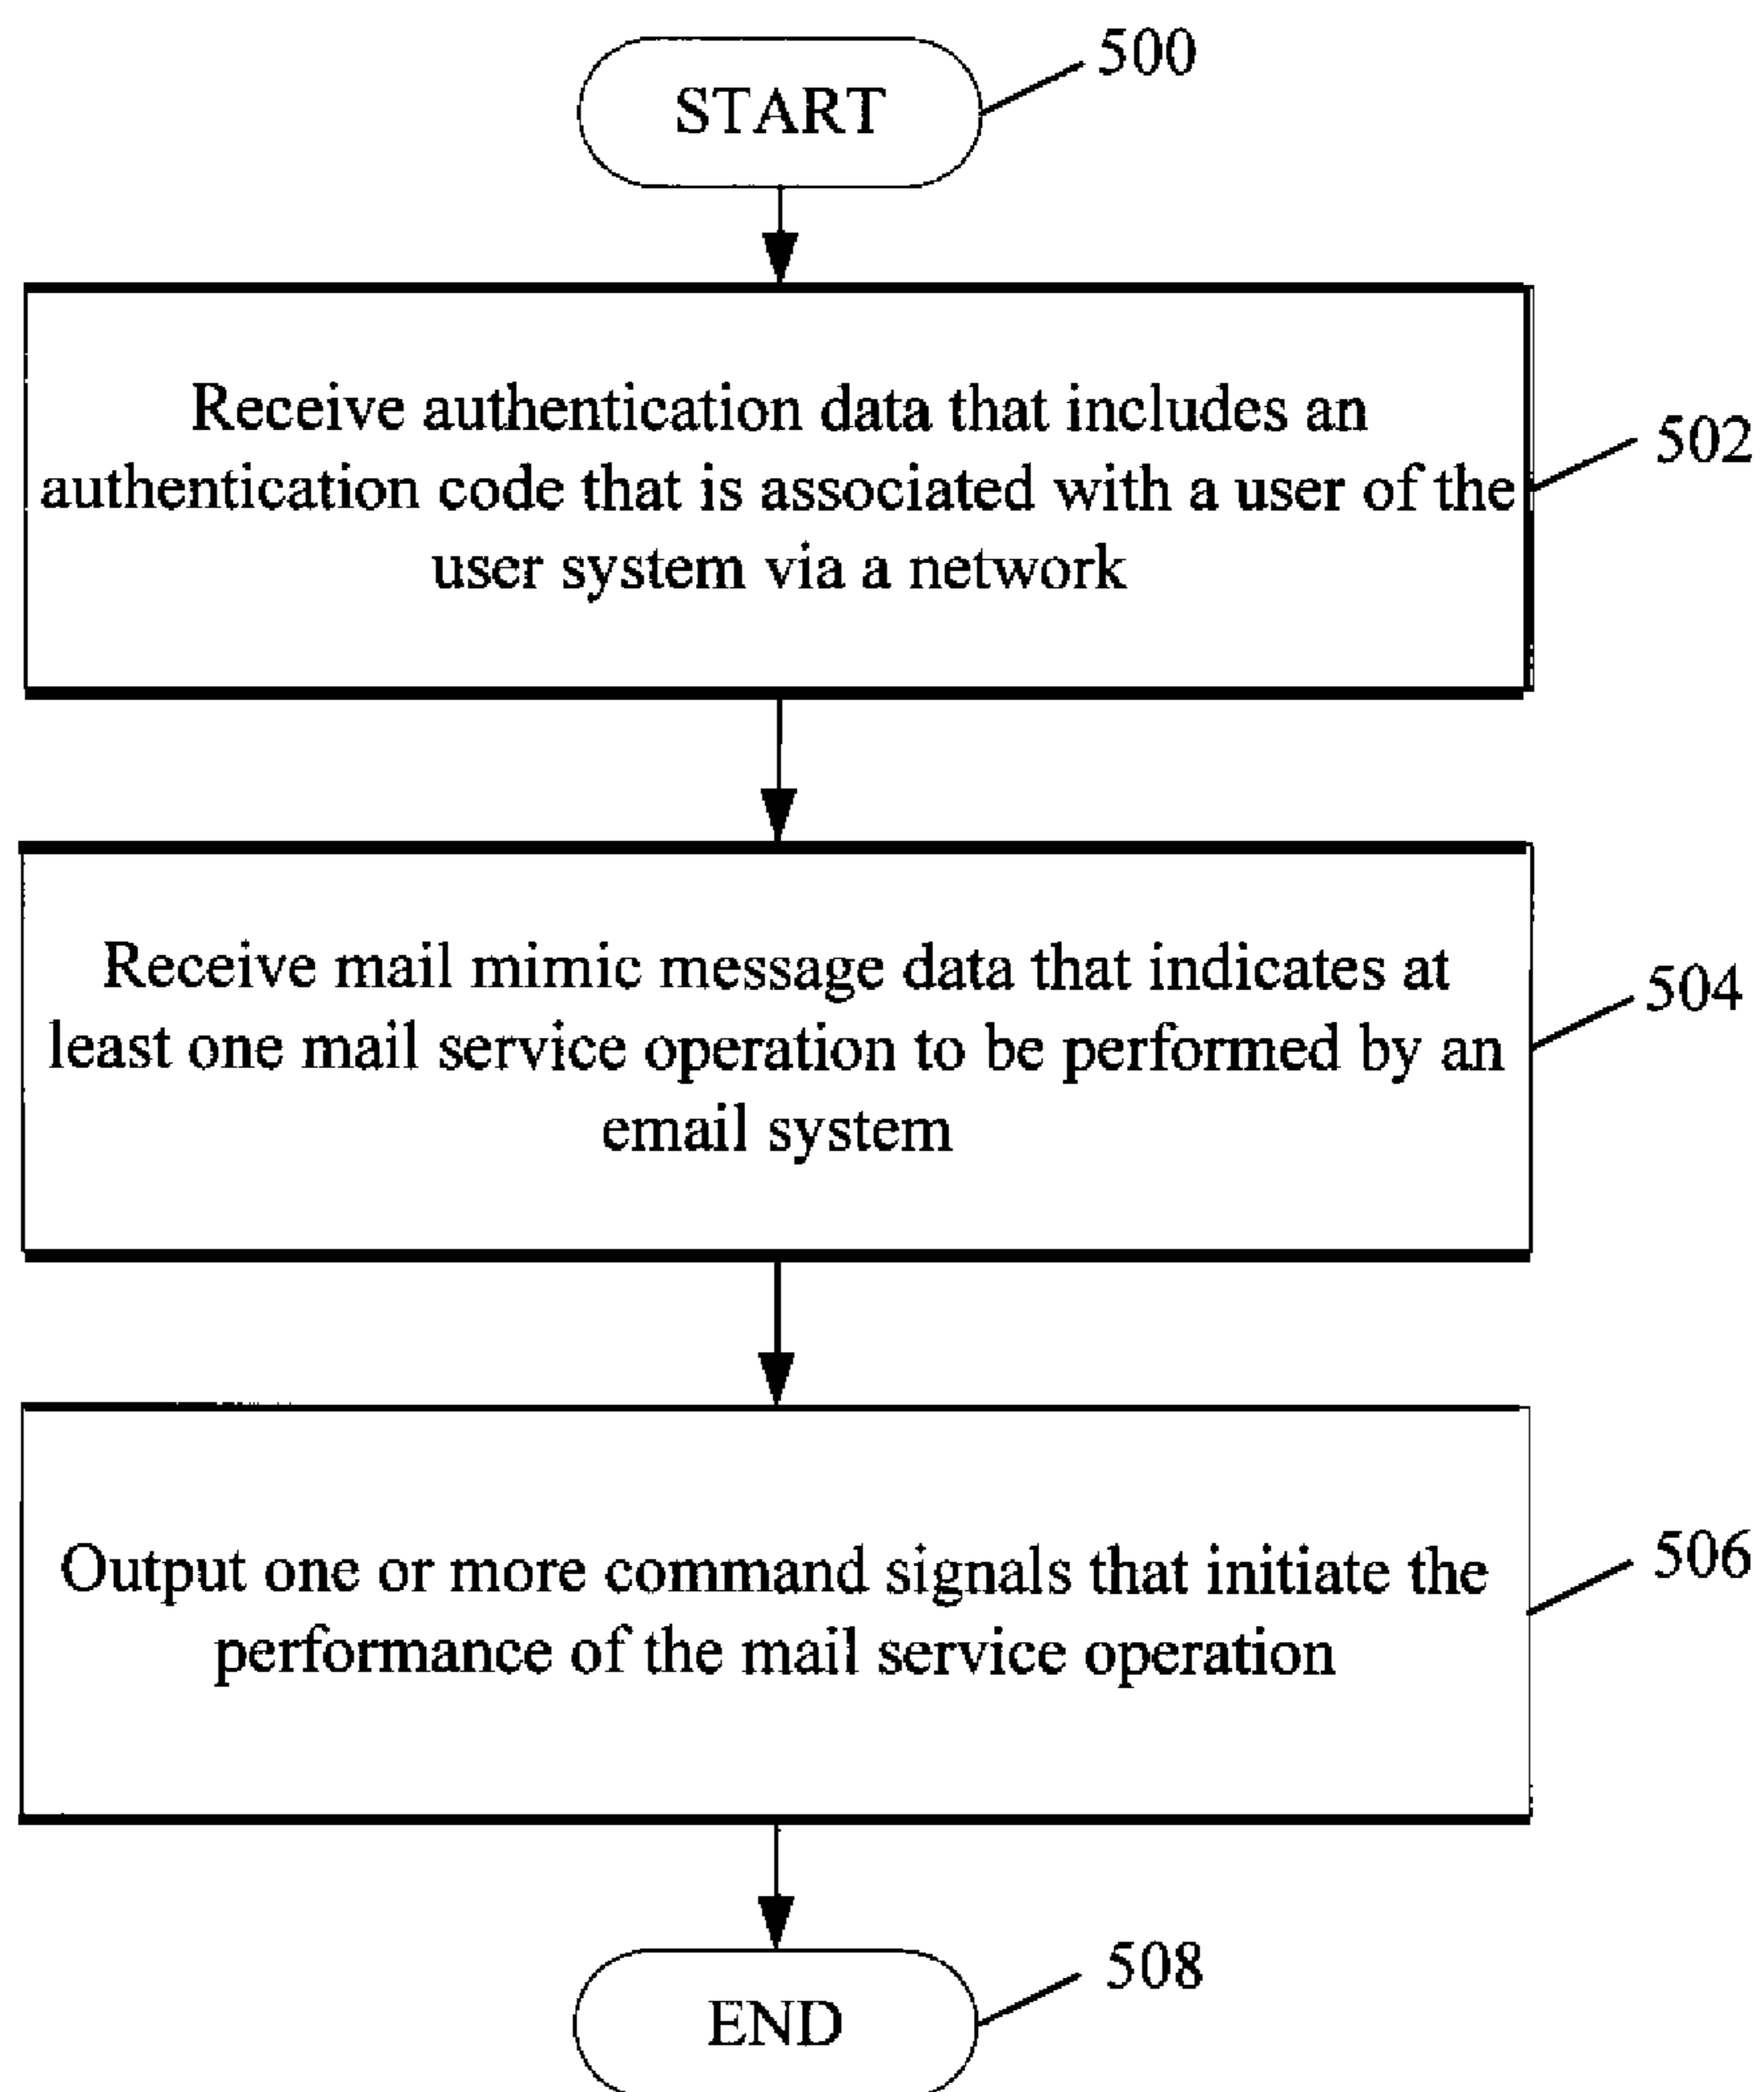 START
500
Receive authentication data that includes an
authentication code that is associated with a user of the
user system via a network
502
Receive mail mimic message data that indicates at
least one mail service operation to be performed by an
email system
504
Output one or more command signals that initiate the
performance of the mail service operation
506
END
508